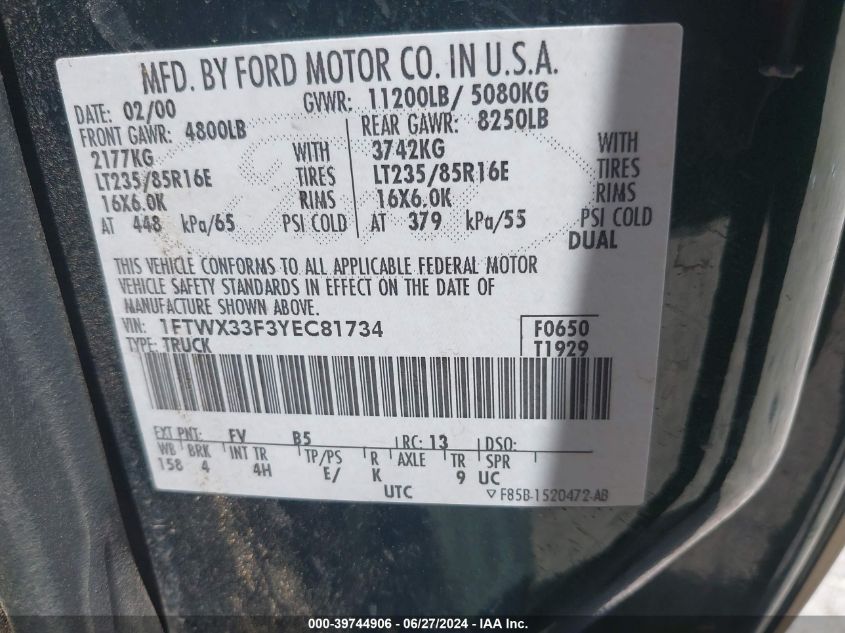 MFD. BY FORD MOTOR CO. IN U.S.A.
DATE: 02/00 GVWR: 11200LB/ 5080KG
FRONT GAWR: 4800LB REAR GAWR: 8250LB
2177KG WITH 3742KG WITH
LT235/85R16E TIRES LT235/85R16E TIRES
16X6.0K RIMS 16X6.0K RIMS
AT 448 kPa/65 PSI COLD AT 379 kPa/55 PSI COLD
DUAL
THIS VEHICLE CONFORMS TO ALL APPLICABLE FEDERAL MOTOR
VEHICLE SAFETY STANDARDS IN EFFECT ON THE DATE OF
MANUFACTURE SHOWN ABOVE.
VIN: 1FTWX33F3YEC81734 F0650
TYPE: TRUCK T1929
EXT PNT: FV B5 RC: 13 DSO:
WB BRK INT TR TP/PS R AXLE TR SPR
158 4 4H E/ K 9 UC
UTC ▽ F85B-1520472-AB
000-39744906 - 06/27/2024 - IAA Inc.